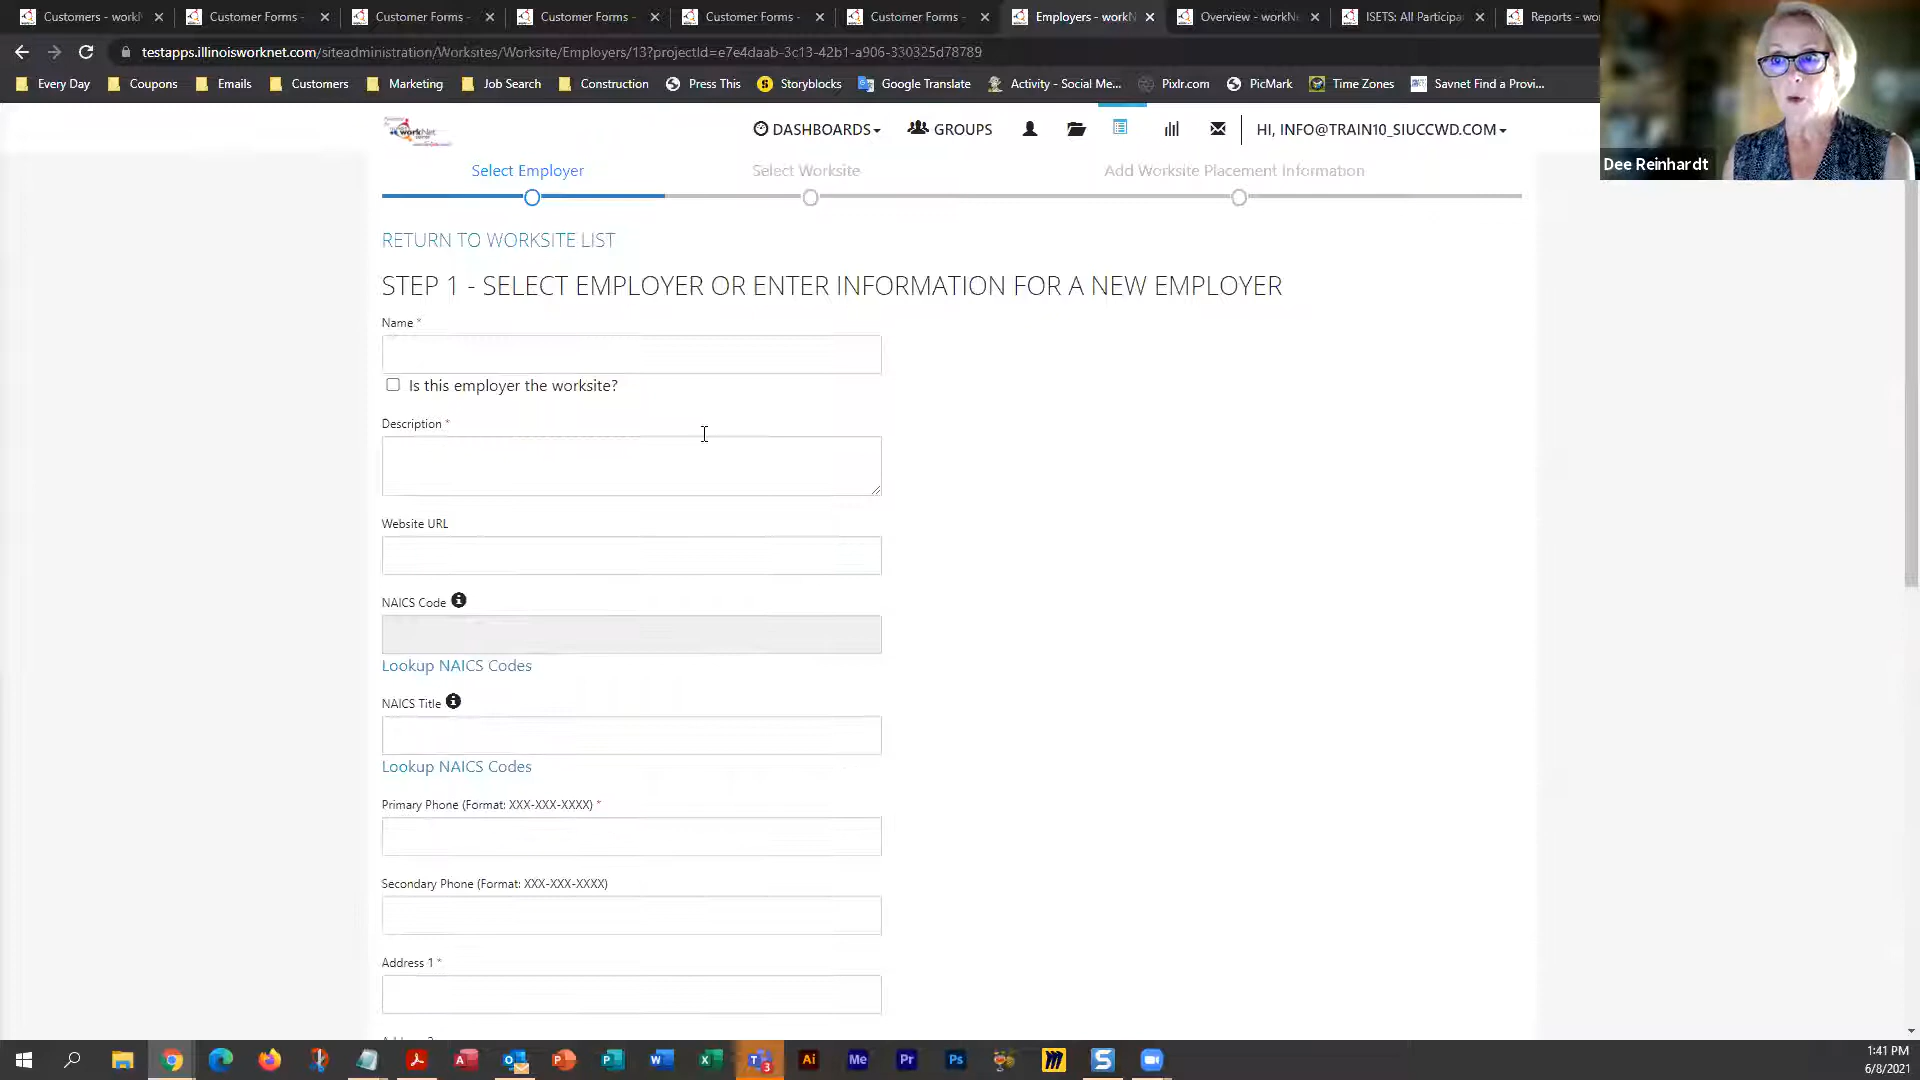 Customers - workN
Customer Forms -
Customer Forms -
Customer Forms -
Customer Forms -
Customer Forms -
Employers - workN
Overview - workNe
ISETS: All Participa
Reports - wo
testapps.illinoisworknet.com/siteadministration/Worksites/Worksite/Employers/13?projectId=e7e4daab-3c13-42b1-a906-330325d78789
Every Day
Coupons
Emails
Customers
Marketing
Job Search
Construction
Press This
Storyblocks
Google Translate
Activity - Social Me...
Pixlr.com
PicMark
Time Zones
Savnet Find a Provi...
Dee Reinhardt
workNet
DASHBOARDS
GROUPS
HI, INFO@TRAIN10_SIUCCWD.COM
Select Employer
Select Worksite
Add Worksite Placement Information
RETURN TO WORKSITE LIST
STEP 1 - SELECT EMPLOYER OR ENTER INFORMATION FOR A NEW EMPLOYER
Name *
Is this employer the worksite?
Description *
Website URL
NAICS Code
Lookup NAICS Codes
NAICS Title
Lookup NAICS Codes
Primary Phone (Format: XXX-XXX-XXXX) *
Secondary Phone (Format: XXX-XXX-XXXX)
Address 1 *
1:41 PM
6/8/2021